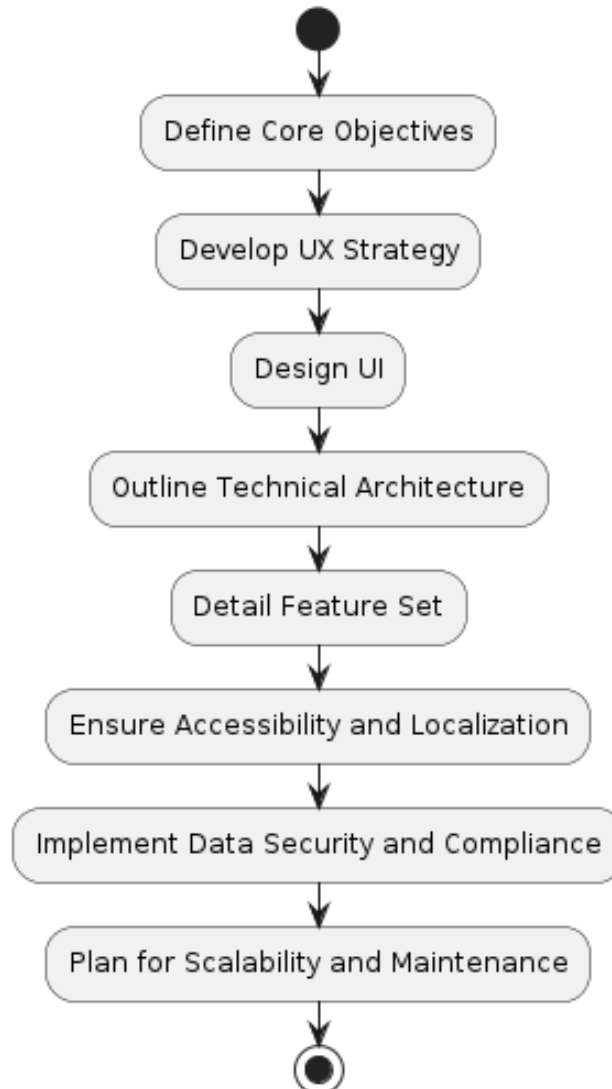 Define Core Objectives
Develop UX Strategy
Design UI
Outline Technical Architecture
Detail Feature Set
Ensure Accessibility and Localization
Implement Data Security and Compliance
Plan for Scalability and Maintenance